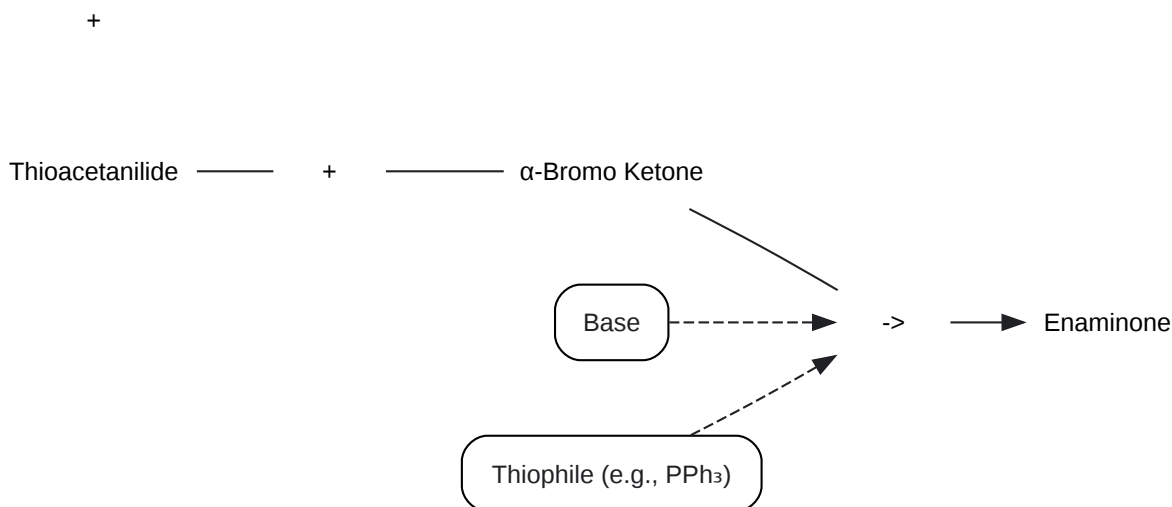 +
Thioacetanilide + α-Bromo Ketone
Base -> Enaminone
Thiophile (e.g., PPh₃)